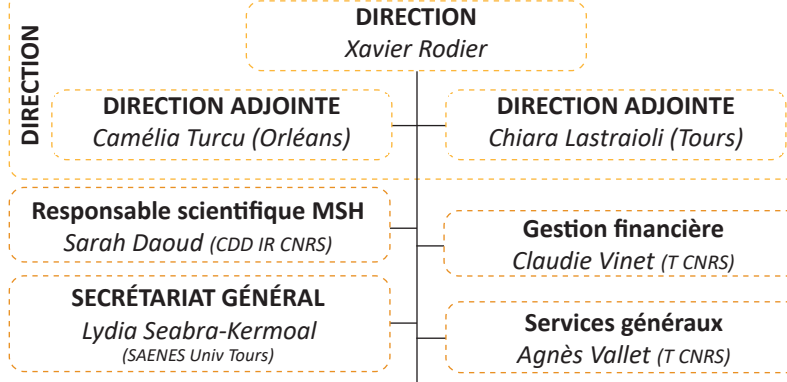 DIRECTION
DIRECTION
Xavier Rodier
DIRECTION ADJOINTE
Camélia Turcu (Orléans)
DIRECTION ADJOINTE
Chiara Lastraioli (Tours)
Responsable scientifique MSH
Sarah Daoud (CDD IR CNRS)
Gestion financière
Claudie Vinet (T CNRS)
SECRÉTARIAT GÉNÉRAL
Lydia Seabra-Kermoal
(SAENES Univ Tours)
Services généraux
Agnès Vallet (T CNRS)